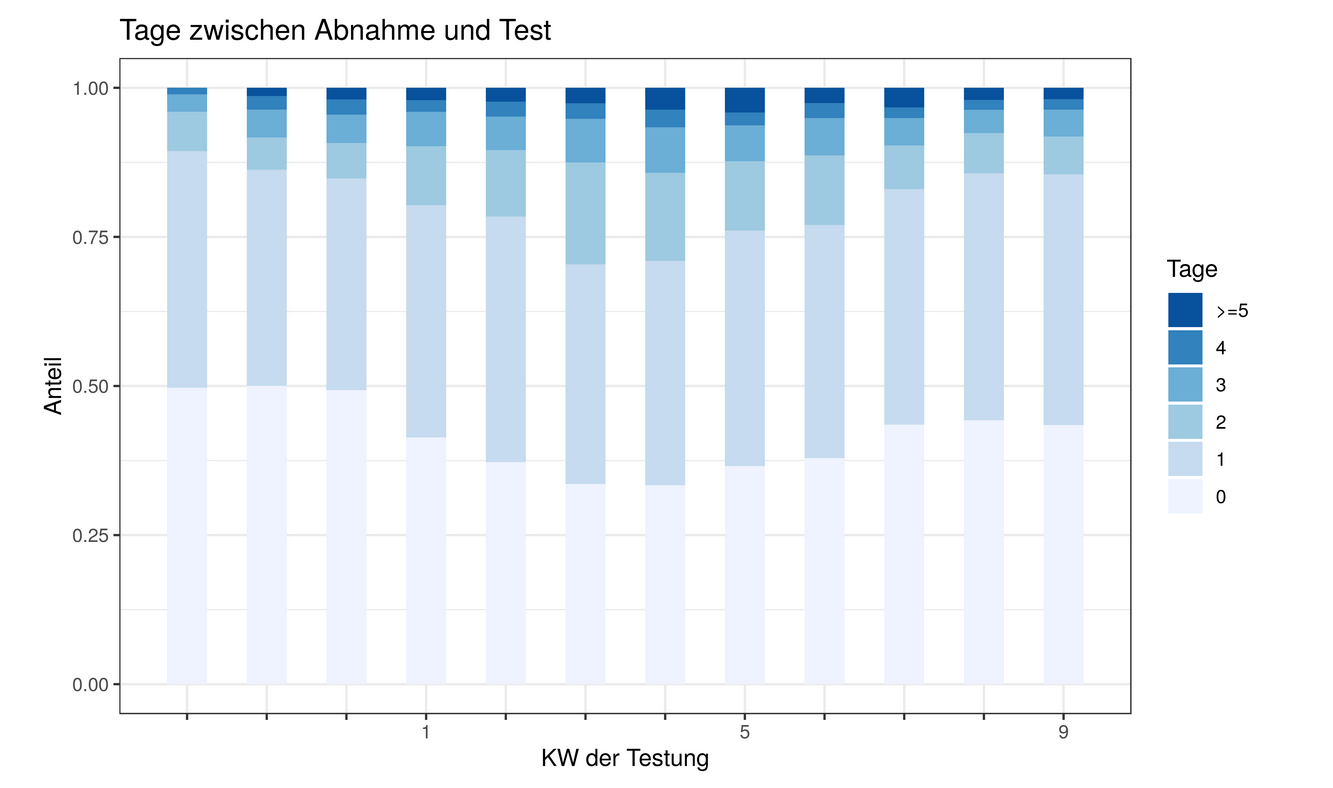 Tage zwischen Abnahme und Test
1.00
0.75
0.50
0.25
0.00
Anteil
1 5 9
KW der Testung
Tage
>=5
4
3
2
1
0